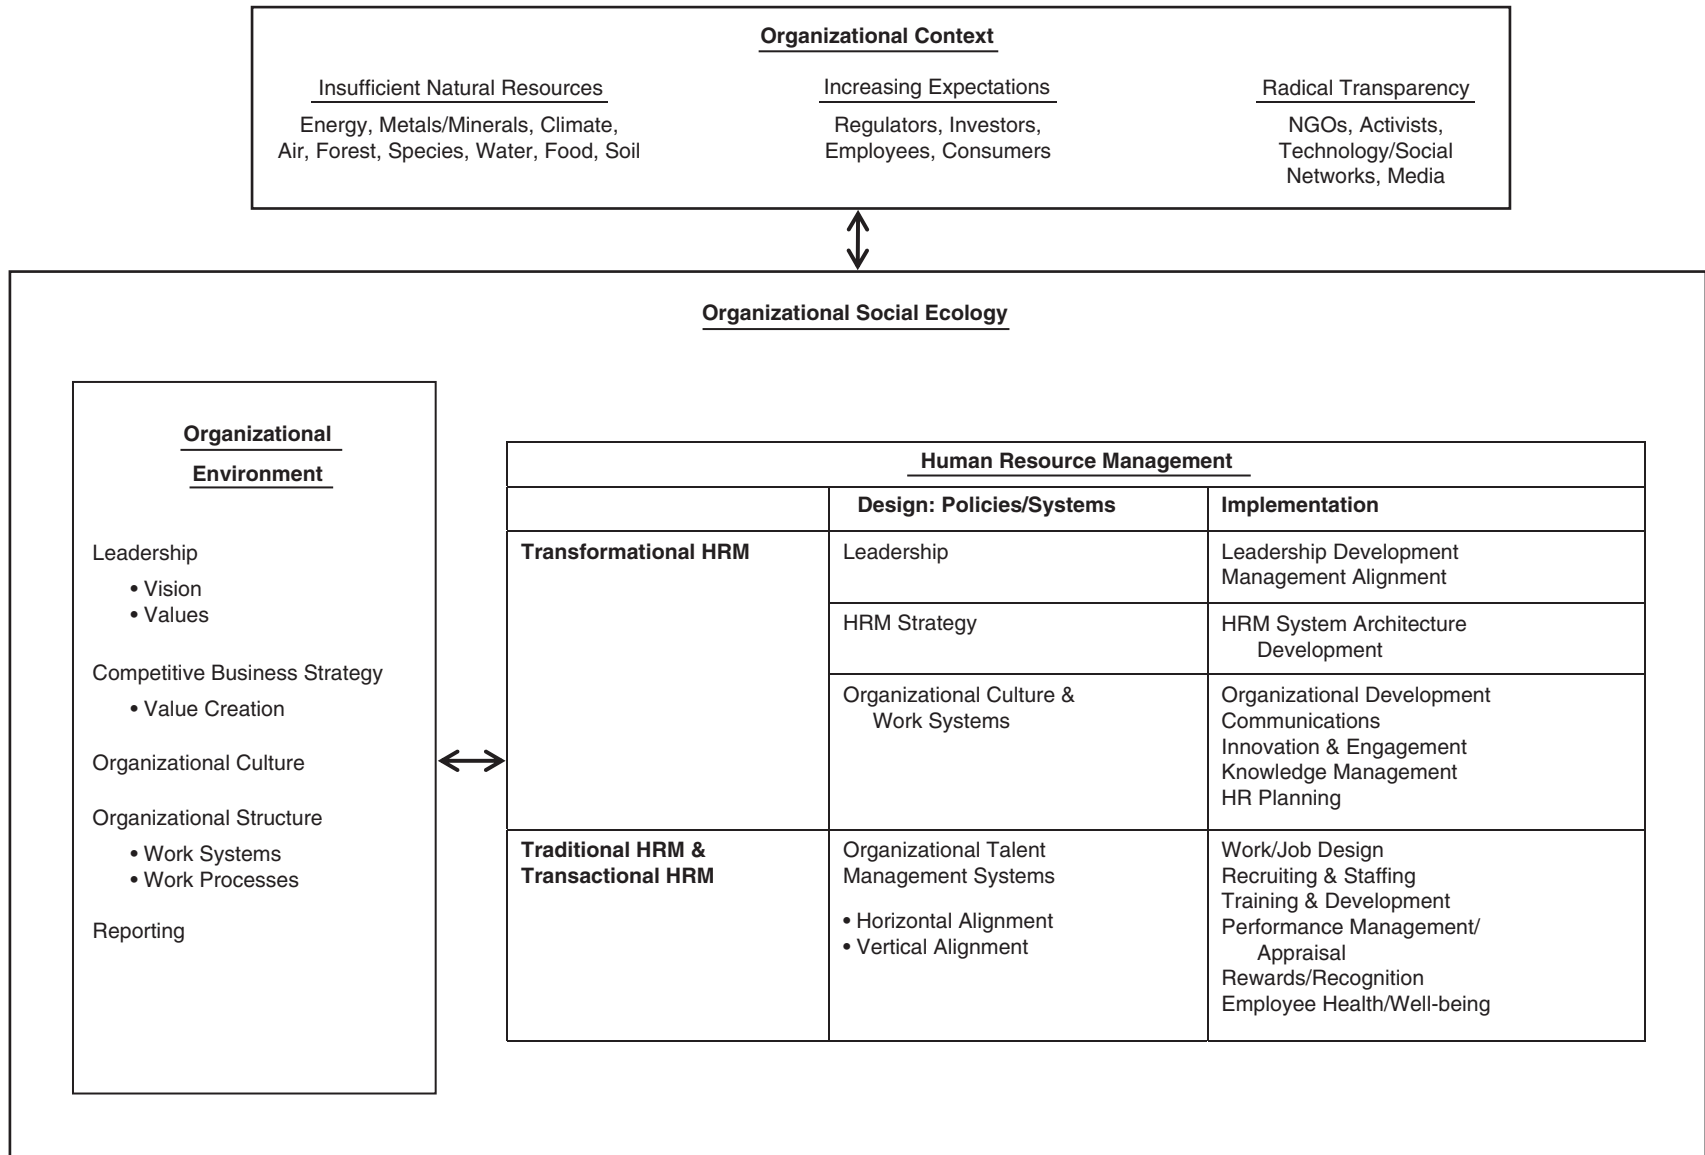 Organizational Context
Insufficient Natural Resources
Energy, Metals/Minerals, Climate,
Air, Forest, Species, Water, Food, Soil
Increasing Expectations
Regulators, Investors,
Employees, Consumers
Radical Transparency
NGOs, Activists,
Technology/Social
Networks, Media
Organizational Social Ecology
Organizational
Environment
Leadership
• Vision
• Values
Competitive Business Strategy
• Value Creation
Organizational Culture
Organizational Structure
• Work Systems
• Work Processes
Reporting
Human Resource Management
Design: Policies/Systems
Implementation
Transformational HRM
Leadership
Leadership Development
Management Alignment
HRM Strategy
HRM System Architecture
Development
Organizational Culture &
Work Systems
Organizational Development
Communications
Innovation & Engagement
Knowledge Management
HR Planning
Traditional HRM &
Transactional HRM
Organizational Talent
Management Systems
• Horizontal Alignment
• Vertical Alignment
Work/Job Design
Recruiting & Staffing
Training & Development
Performance Management/
Appraisal
Rewards/Recognition
Employee Health/Well-being